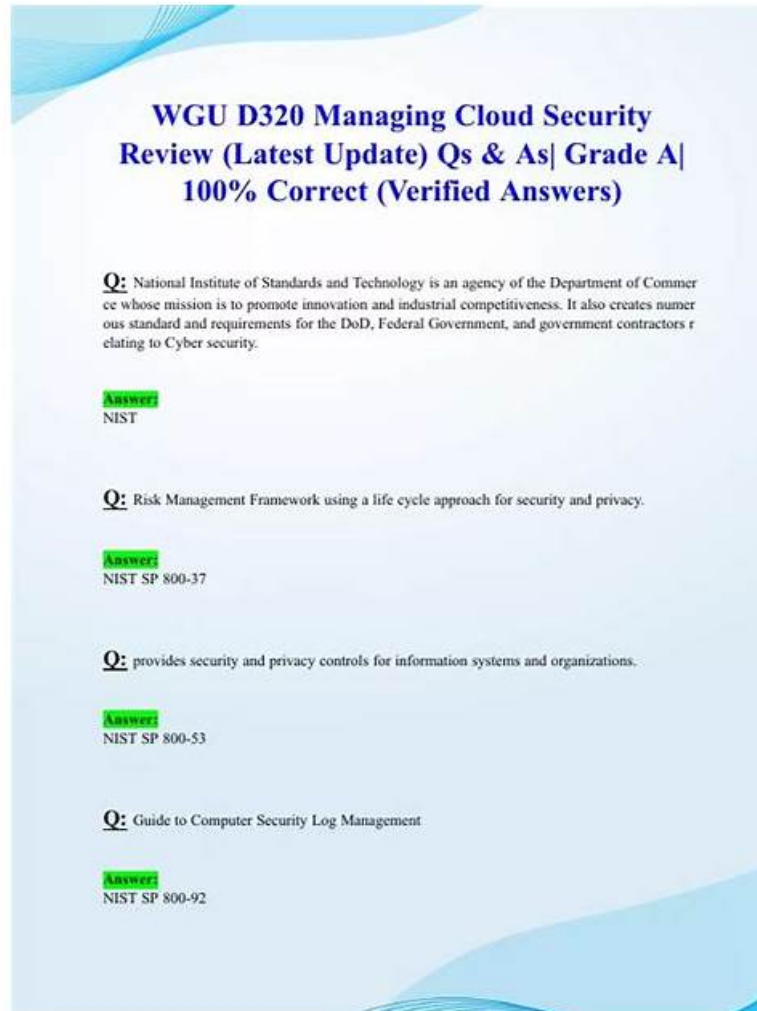 WGU D320 Managing Cloud Security
Review (Latest Update) Qs & As| Grade A|
100% Correct (Verified Answers)
Q: National Institute of Standards and Technology is an agency of the Department of Commer
ce whose mission is to promote innovation and industrial competitiveness. It also creates numer
ous standard and requirements for the DoD, Federal Government, and government contractors r
elating to Cyber security.
Answer:
NIST
Q: Risk Management Framework using a life cycle approach for security and privacy.
Answer:
NIST SP 800-37
Q: provides security and privacy controls for information systems and organizations.
Answer:
NIST SP 800-53
Q: Guide to Computer Security Log Management
Answer:
NIST SP 800-92